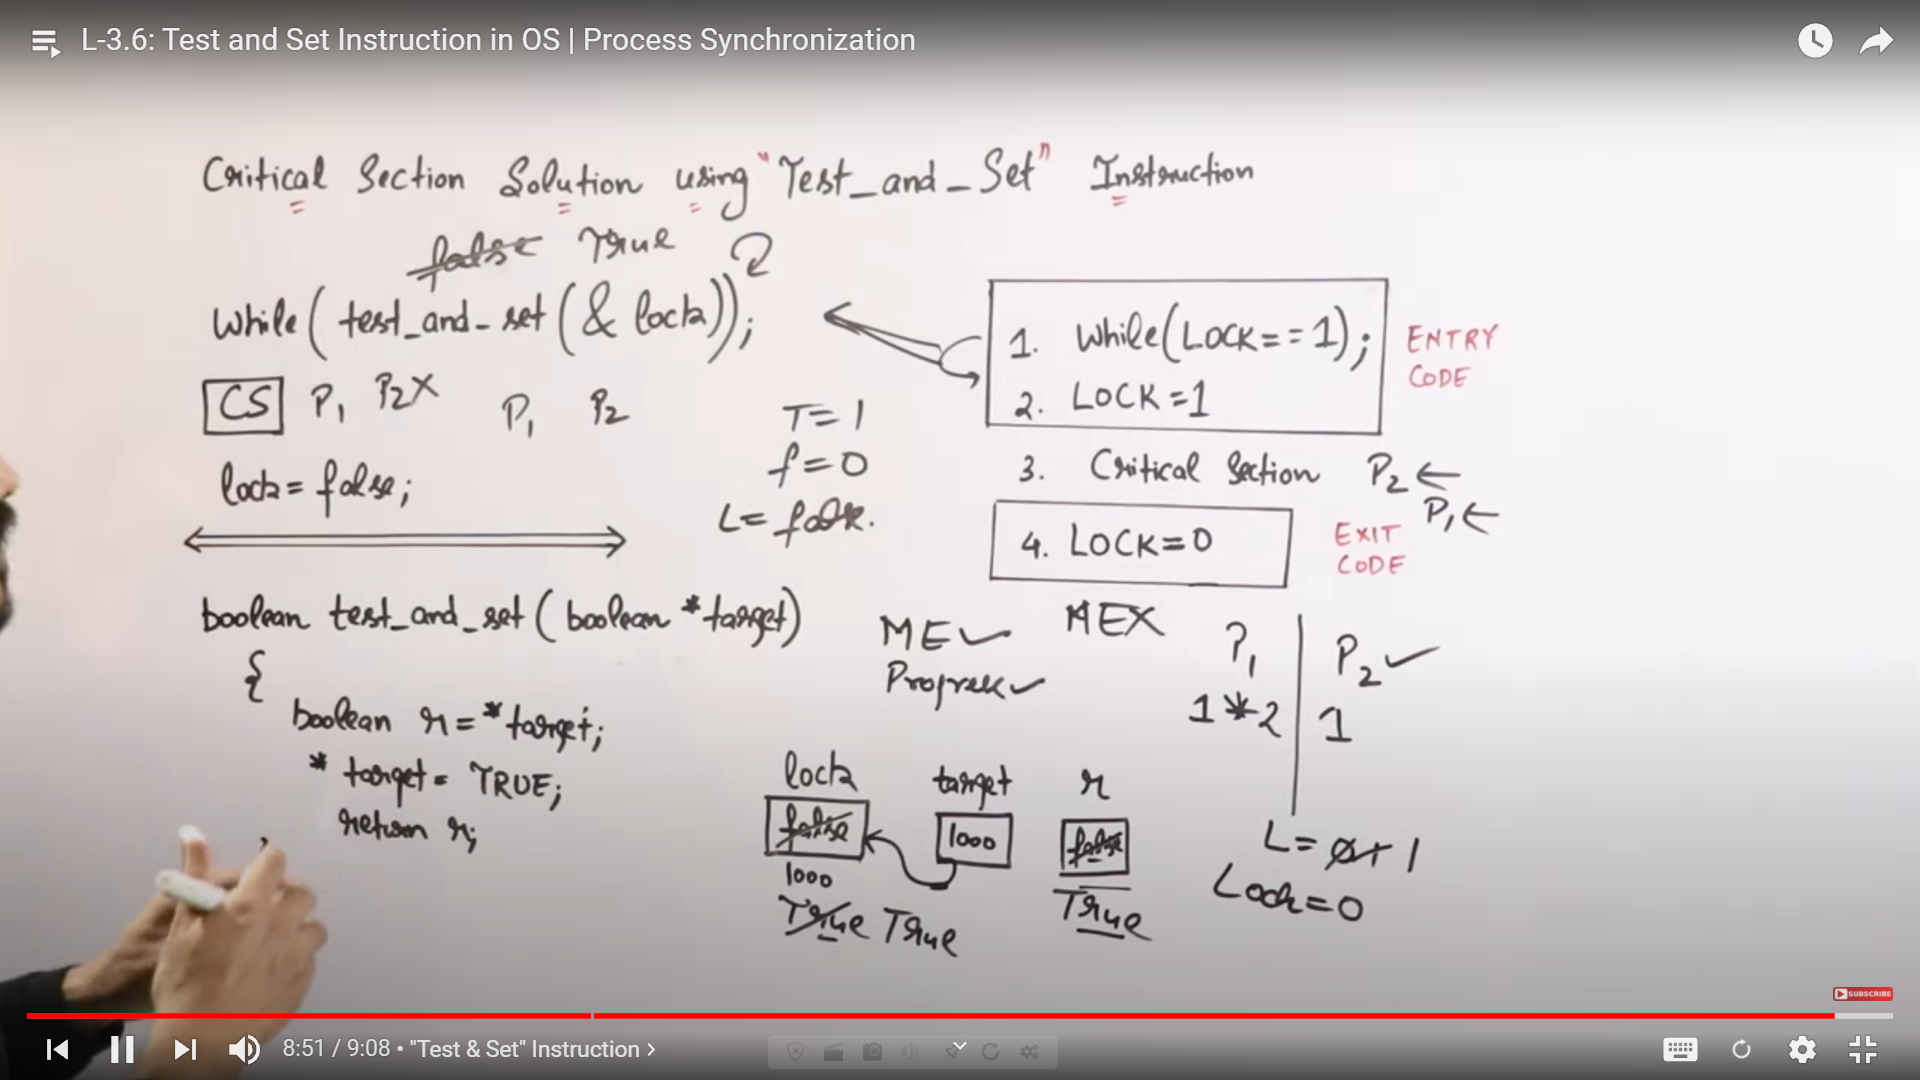 L-3.6: Test and Set Instruction in OS | Process Synchronization
Critical Section Solution using "Test_and_Set" Instruction
false True
While(test_and_set(& lock));
CS P1 P2X P1 P2
lock = false;
T=1
f=0
L= false.
1. While(LOCK==1);
2. LOCK=1
ENTRY
CODE
3. Critical Section P2 ←
P1 ←
4. LOCK=0
EXIT
CODE
boolean test_and_set(boolean *target)
{
boolean r = *target;
* target = TRUE;
return r;
ME✓
Progress✓
MEX
P1 P2✓
1*2 1
lock target r
false 1000 false
1000
True True True
L= 0 1 1
Lock=0
SUBSCRIBE
8:51 / 9:08 • "Test & Set" Instruction >